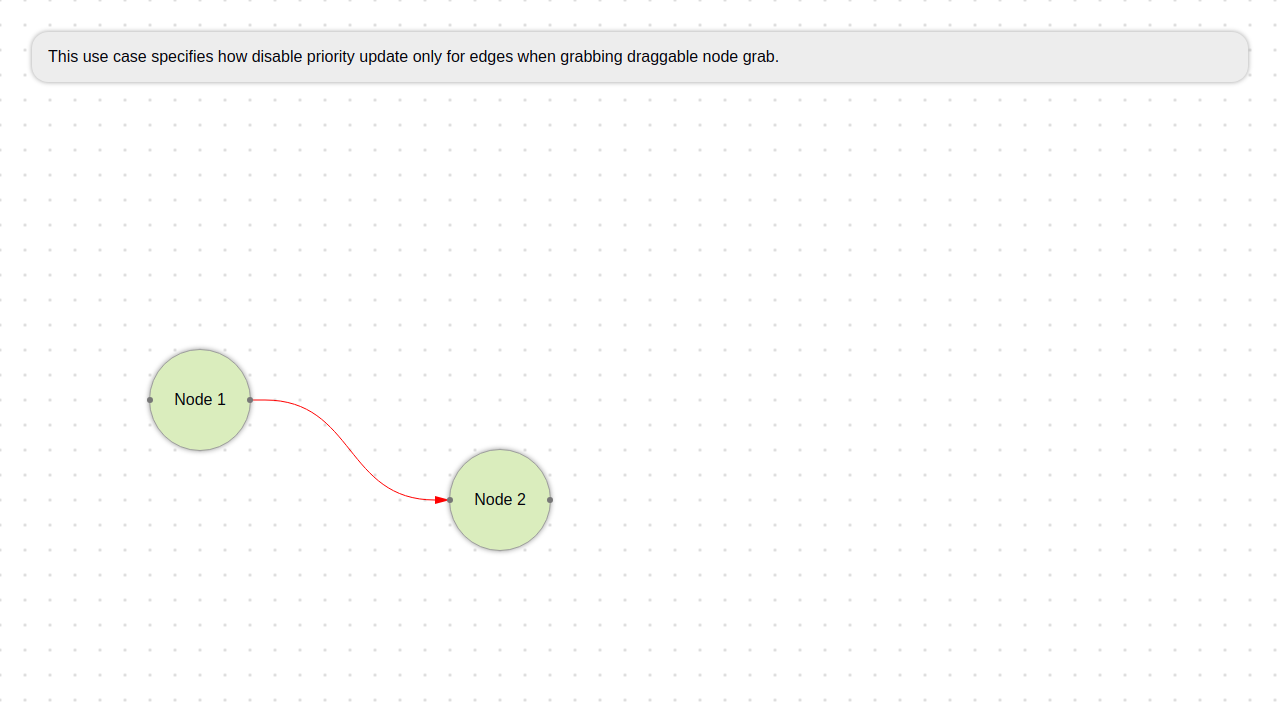 This use case specifies how disable priority update only for edges when grabbing draggable node grab.
Node 1
Node 2